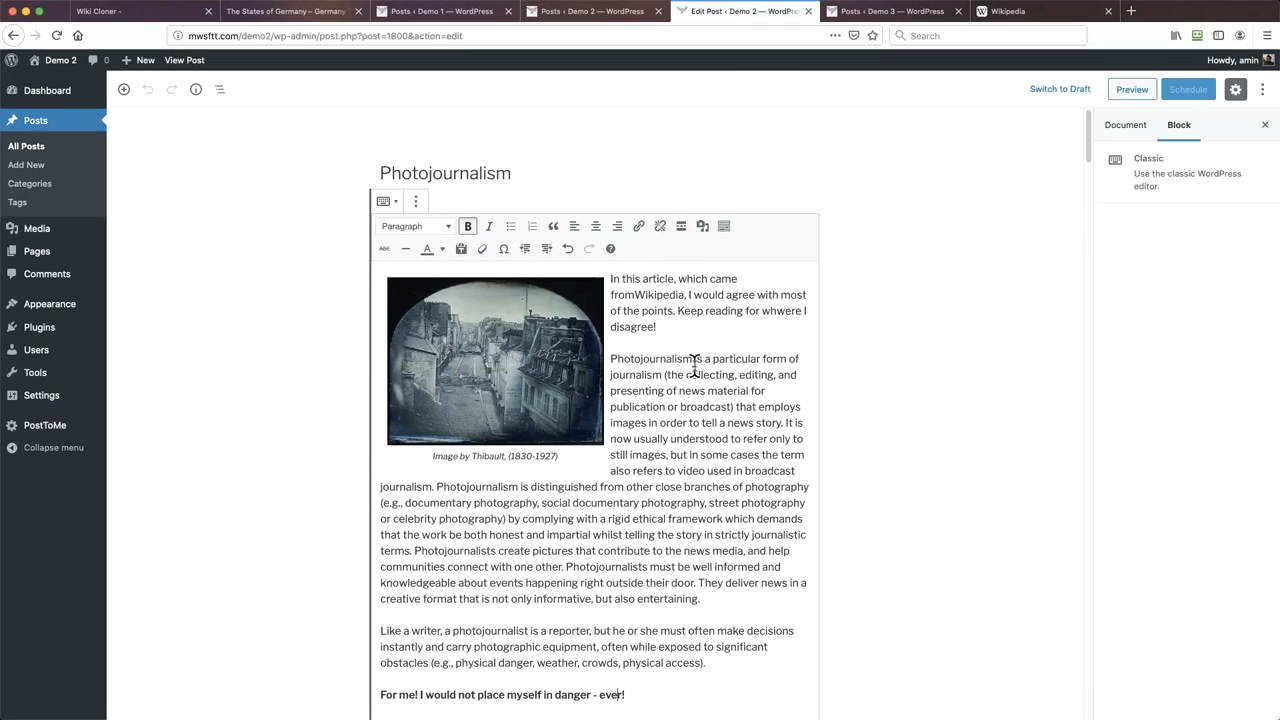 Wiki Cloner -
The States of Germany – Germany
Posts ‹ Demo 1 — WordPress
Posts ‹ Demo 2 — WordPress
Edit Post ‹ Demo 2 — WordPre
Posts ‹ Demo 3 — WordPress
Wikipedia
mwsftt.com/demo2/wp-admin/post.php?post=1800&action=edit
Search
Demo 2
0
New
View Post
Howdy, amin
Dashboard
Switch to Draft
Preview
Schedule
Posts
All Posts
Add New
Categories
Tags
Media
Pages
Comments
Appearance
Plugins
Users
Tools
Settings
PostToMe
Collapse menu
Document
Block
Classic
Use the classic WordPress
editor.
Photojournalism
Paragraph
B
I
ABC
A
In this article, which came
fromWikipedia, I would agree with most
of the points. Keep reading for whwere I
disagree!
Photojournalism is a particular form of
journalism (the collecting, editing, and
presenting of news material for
publication or broadcast) that employs
images in order to tell a news story. It is
now usually understood to refer only to
still images, but in some cases the term
also refers to video used in broadcast
Image by Thibault, (1830-1927)
journalism. Photojournalism is distinguished from other close branches of photography
(e.g., documentary photography, social documentary photography, street photography
or celebrity photography) by complying with a rigid ethical framework which demands
that the work be both honest and impartial whilst telling the story in strictly journalistic
terms. Photojournalists create pictures that contribute to the news media, and help
communities connect with one other. Photojournalists must be well informed and
knowledgeable about events happening right outside their door. They deliver news in a
creative format that is not only informative, but also entertaining.
Like a writer, a photojournalist is a reporter, but he or she must often make decisions
instantly and carry photographic equipment, often while exposed to significant
obstacles (e.g., physical danger, weather, crowds, physical access).
For me! I would not place myself in danger - ever!